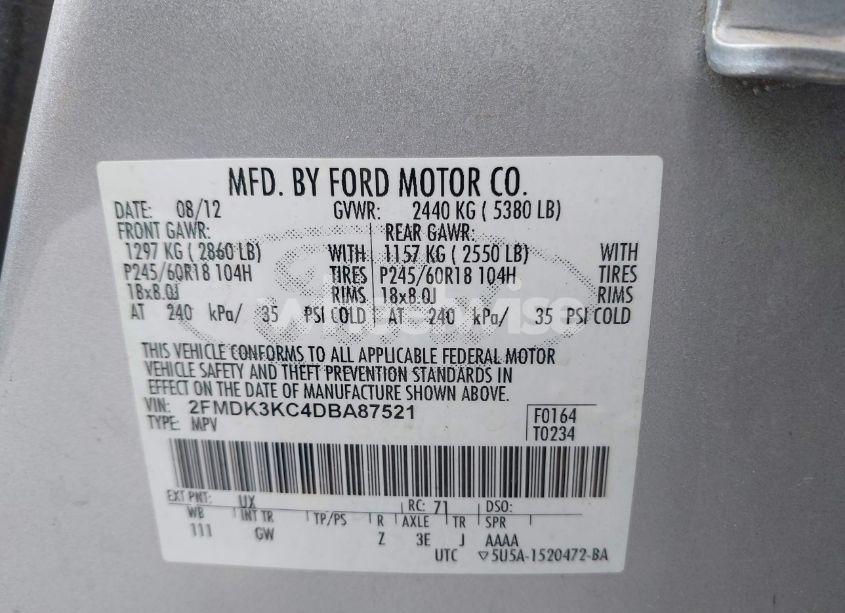 MFD. BY FORD MOTOR CO.
DATE: 08/12 GVWR: 2440 KG ( 5380 LB)
FRONT GAWR: REAR GAWR:
1297 KG ( 2860 LB) WITH 1157 KG ( 2550 LB) WITH
P245/60R18 104H TIRES P245/60R18 104H TIRES
18x8.0J RIMS 18x8.0J RIMS
AT 240 kPa/ 35 PSI COLD AT 240 kPa/ 35 PSI COLD
THIS VEHICLE CONFORMS TO ALL APPLICABLE FEDERAL MOTOR
VEHICLE SAFETY AND THEFT PREVENTION STANDARDS IN
EFFECT ON THE DATE OF MANUFACTURE SHOWN ABOVE.
VIN: 2FMDK3KC4DBA87521 F0164
TYPE: MPV T0234
EXT PNT: UX RC: 71 DSO:
WB INT TR TP/PS R AXLE TR SPR
111 GW Z 3E J AAAA
UTC ▽5U5A-1520472-BA